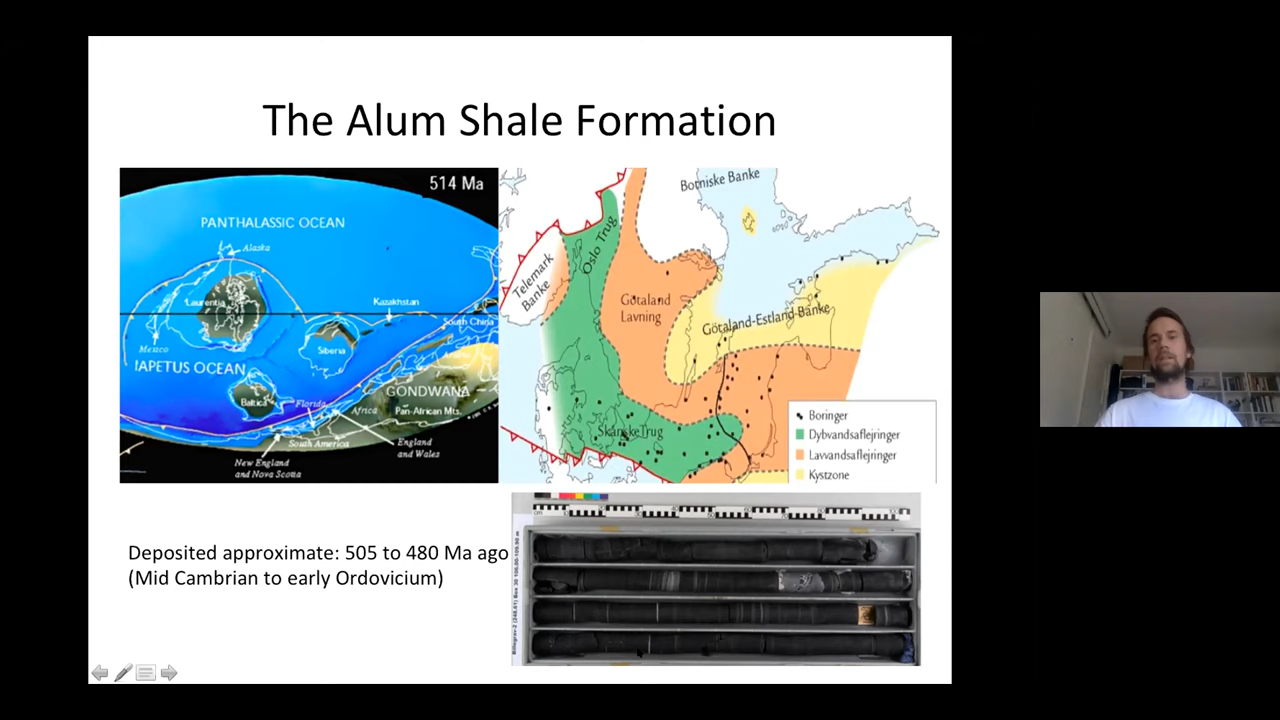 The Alum Shale Formation
514 Ma
PANTHALASSIC OCEAN
Alaska
Laurentia
Kazakhstan
South China
Mexico
Siberia
IAPETUS OCEAN
GONDWANA
Baltica
Florida
Africa
Pan-African Mts.
South America
England
and Wales
New England
and Nova Scotia
Botniske Banke
Oslo Trug
Telemark
Banke
Götaland
Lavning
Götaland-Estland Banke
Skånske Trug
Boringer
Dybvandsaflejringer
Lavvandsaflejringer
Kystzone
Deposited approximate: 505 to 480 Ma ago
(Mid Cambrian to early Ordovicium)
cm